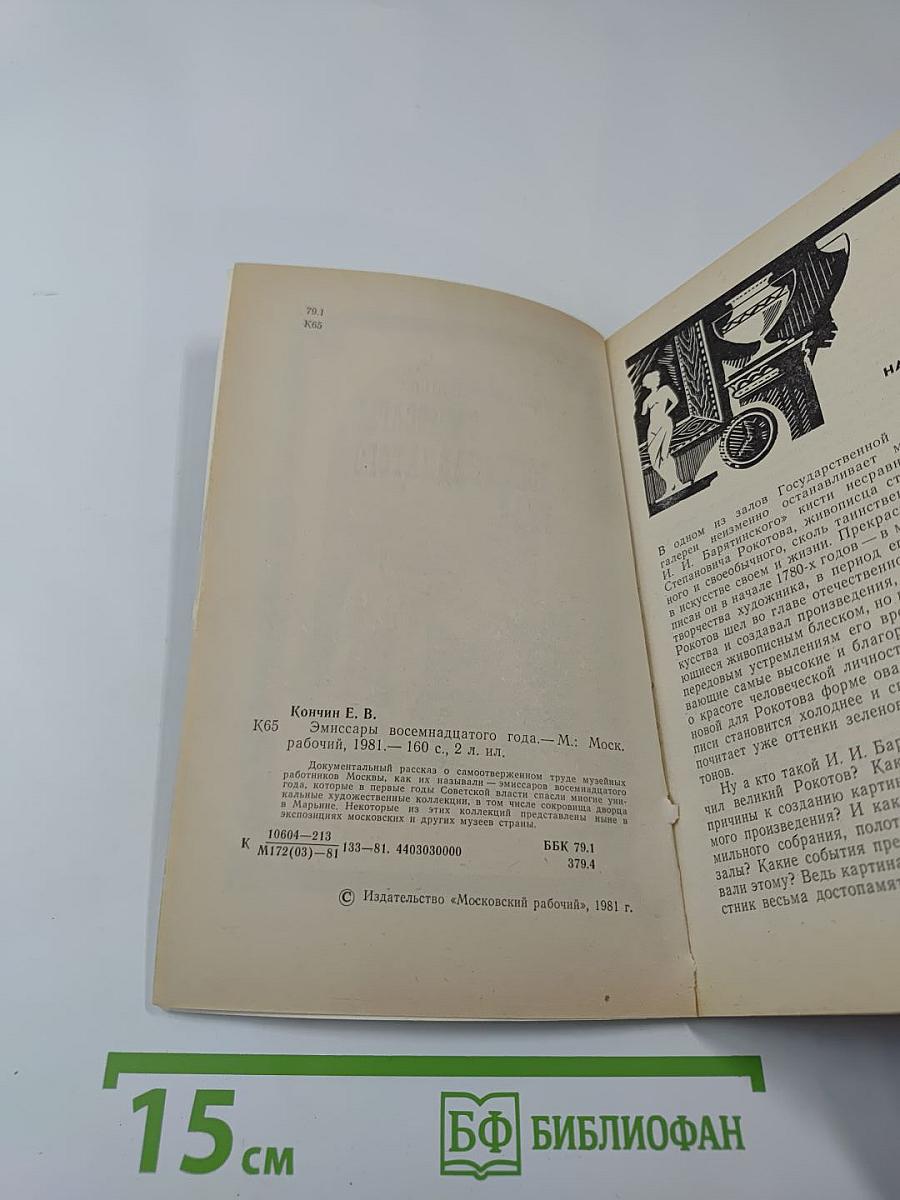 79.1
К65
Кончин Е. В.
К65 Эмиссары восемнадцатого года.— М.: Моск.
рабочий, 1981.— 160 с., 2 л. ил.
Документальный рассказ о самоотверженном труде музейных
работников Москвы, как их называли — эмиссаров восемнадцатого
года, которые в первые годы Советской власти спасли многие уни-
кальные художественные коллекции, в том числе сокровища дворца
в Марьине. Некоторые из этих коллекций представлены ныне в
экспозициях московских и других музеев страны.
К 10604—213
М172(03)—81 133—81. 4403030000 ББК 79.1
379.4
© Издательство «Московский рабочий», 1981 г.
НА
В одном из залов Государственной
галереи неизменно останавливает
И. И. Барятинского» кисти несрав
Степановича Рокотова, живописца
ного и своеобычного, сколь таинствен
в искусстве своем и жизни. Прекрас
писан он в начале 1780-х годов — в
творчества художника, в период
Рокотов шел во главе отечественно
кусства и создавал произведения,
ющиеся живописным блеском, но
передовым устремлениям его вре
вающие самые высокие и благор
о красоте человеческой личност
новой для Рокотова форме ова
писи становится холоднее и
почитает уже оттенки зеленов
тонов.
Ну а кто такой И. И. Бар
чил великий Рокотов? Как
причины к созданию карти
мого произведения? И как
мильного собрания, полот
залы? Какие события пре
вали этому? Ведь картина
стник весьма достопамят
15 см
БФ БИБЛИОФАН